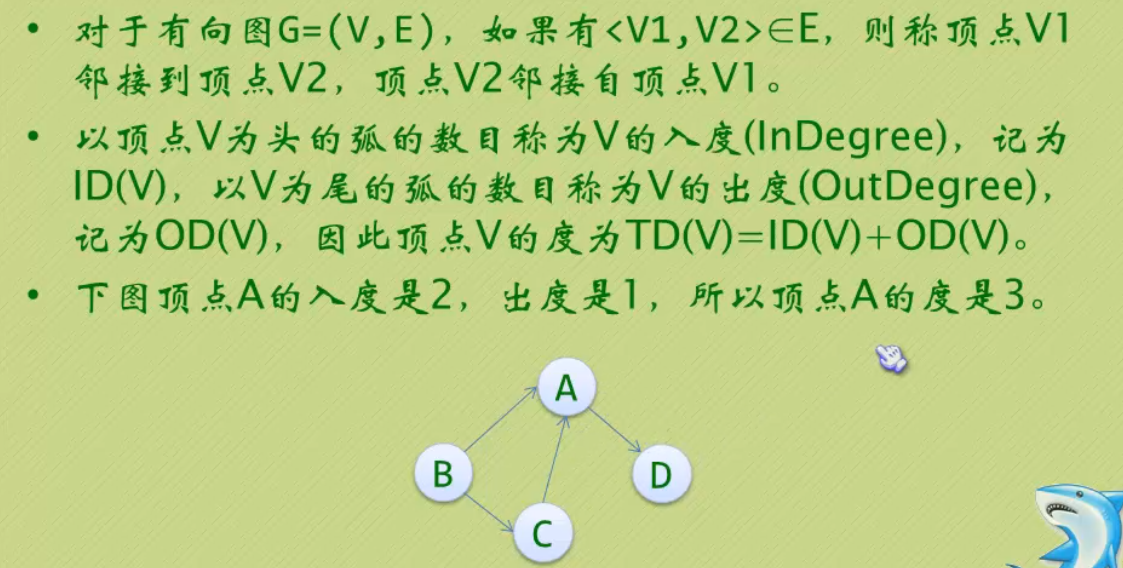 • 对于有向图G=(V,E)，如果有<V1,V2>∈E，则称顶点V1
邻接到顶点V2，顶点V2邻接自顶点V1。
• 以顶点V为头的弧的数目称为V的入度(InDegree)，记为
ID(V)，以V为尾的弧的数目称为V的出度(OutDegree)，
记为OD(V)，因此顶点V的度为TD(V)=ID(V)+OD(V)。
• 下图顶点A的入度是2，出度是1，所以顶点A的度是3。
A
B
D
C